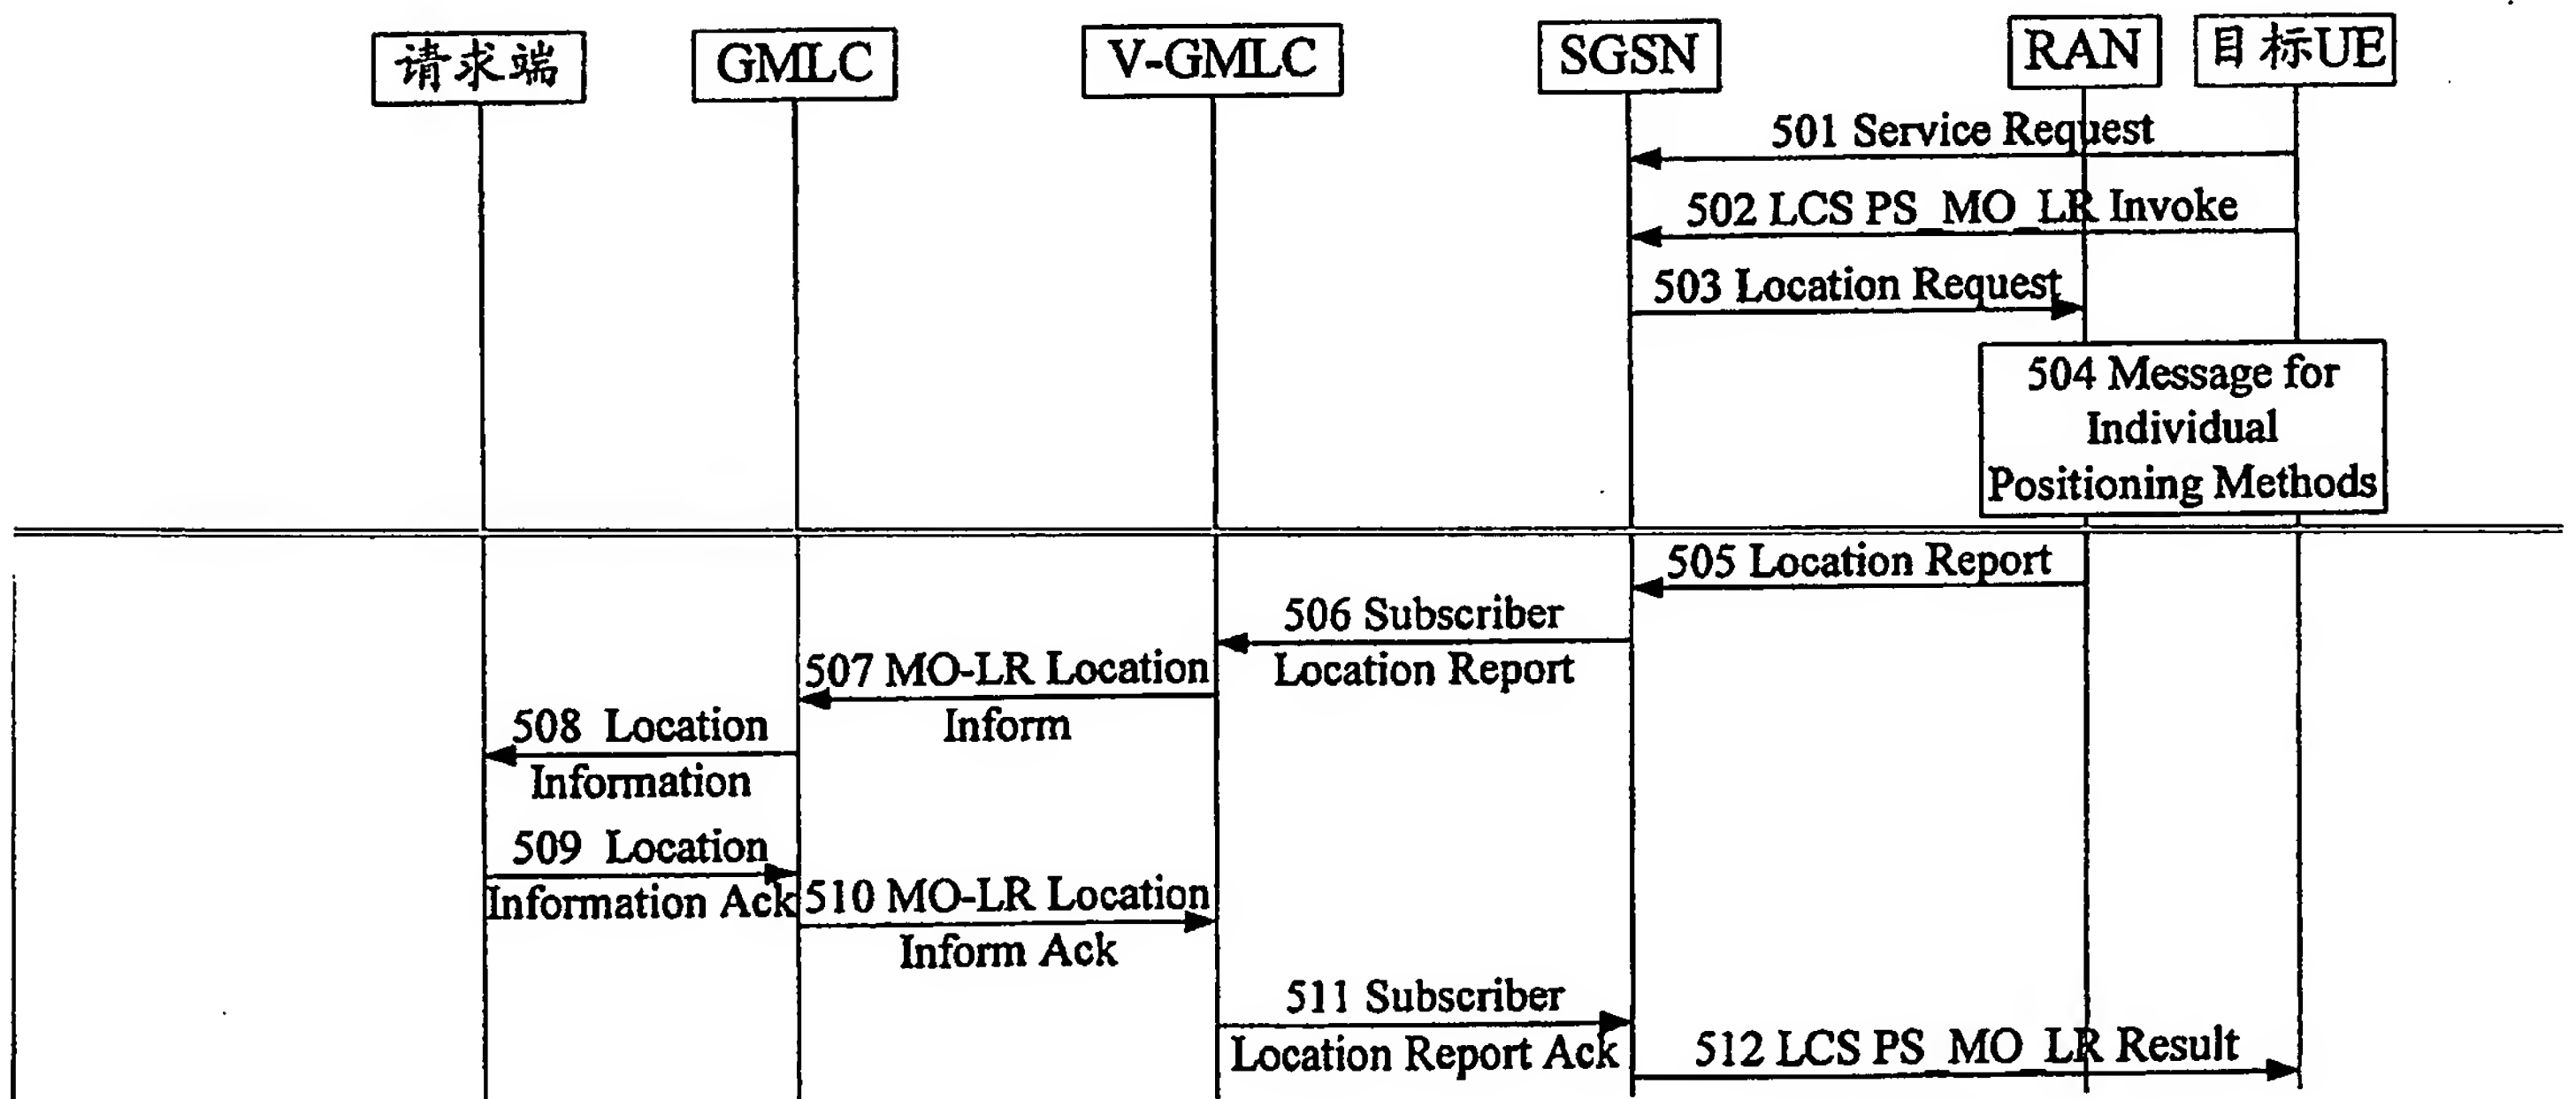 请求端
GMLC
V-GMLC
SGSN
RAN
目标UE
501 Service Request
502 LCS PS_MO_LR Invoke
503 Location Request
504 Message for
Individual
Positioning Methods
505 Location Report
506 Subscriber
Location Report
507 MO-LR Location
Inform
508 Location
Information
509 Location
Information Ack
510 MO-LR Location
Inform Ack
511 Subscriber
Location Report Ack
512 LCS PS_MO_LR Result